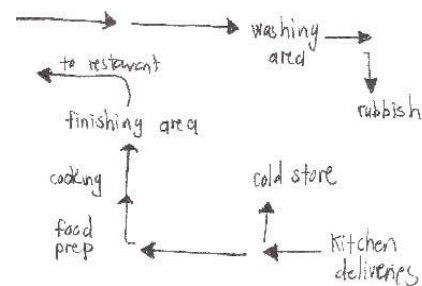 washing
area
to restaurant
rubbish
finishing area
cooking
cold store
food
prep
kitchen
deliveries